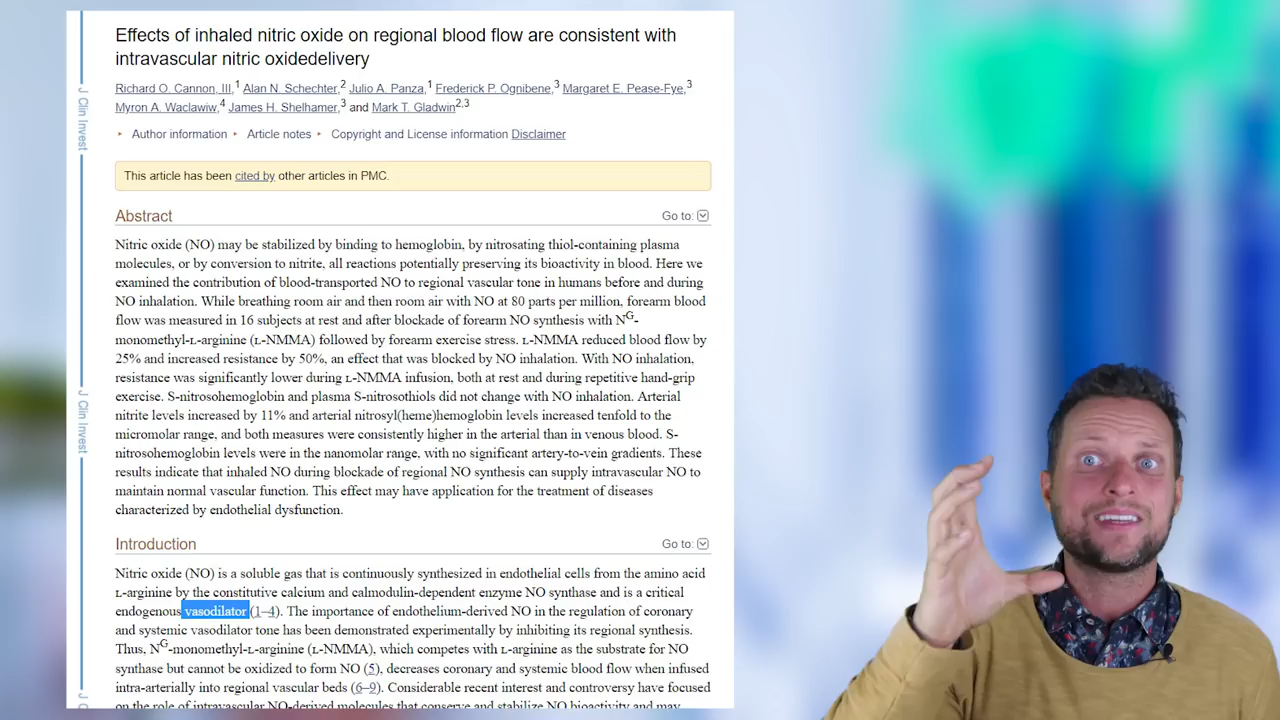 Effects of inhaled nitric oxide on regional blood flow are consistent with
intravascular nitric oxidedelivery
Richard O. Cannon, III,1 Alan N. Schechter,2 Julio A. Panza,1 Frederick P. Ognibene,3 Margaret E. Pease-Fye,3
Myron A. Waclawiw,4 James H. Shelhamer,3 and Mark T. Gladwin2,3
Author information Article notes Copyright and License information Disclaimer
This article has been cited by other articles in PMC.
Abstract Go to:
Nitric oxide (NO) may be stabilized by binding to hemoglobin, by nitrosating thiol-containing plasma
molecules, or by conversion to nitrite, all reactions potentially preserving its bioactivity in blood. Here we
examined the contribution of blood-transported NO to regional vascular tone in humans before and during
NO inhalation. While breathing room air and then room air with NO at 80 parts per million, forearm blood
flow was measured in 16 subjects at rest and after blockade of forearm NO synthesis with NG-
monomethyl-L-arginine (L-NMMA) followed by forearm exercise stress. L-NMMA reduced blood flow by
25% and increased resistance by 50%, an effect that was blocked by NO inhalation. With NO inhalation,
resistance was significantly lower during L-NMMA infusion, both at rest and during repetitive hand-grip
exercise. S-nitrosohemoglobin and plasma S-nitrosothiols did not change with NO inhalation. Arterial
nitrite levels increased by 11% and arterial nitrosyl(heme)hemoglobin levels increased tenfold to the
micromolar range, and both measures were consistently higher in the arterial than in venous blood. S-
nitrosohemoglobin levels were in the nanomolar range, with no significant artery-to-vein gradients. These
results indicate that inhaled NO during blockade of regional NO synthesis can supply intravascular NO to
maintain normal vascular function. This effect may have application for the treatment of diseases
characterized by endothelial dysfunction.
Introduction Go to:
Nitric oxide (NO) is a soluble gas that is continuously synthesized in endothelial cells from the amino acid
L-arginine by the constitutive calcium and calmodulin-dependent enzyme NO synthase and is a critical
endogenous vasodilator (1–4). The importance of endothelium-derived NO in the regulation of coronary
and systemic vasodilator tone has been demonstrated experimentally by inhibiting its regional synthesis.
Thus, NG-monomethyl-L-arginine (L-NMMA), which competes with L-arginine as the substrate for NO
synthase but cannot be oxidized to form NO (5), decreases coronary and systemic blood flow when infused
intra-arterially into regional vascular beds (6–9). Considerable recent interest and controversy have focused
on the role of intravascular NO-derived molecules that conserve and stabilize NO bioactivity and may
J Clin Invest
J Clin Invest
J